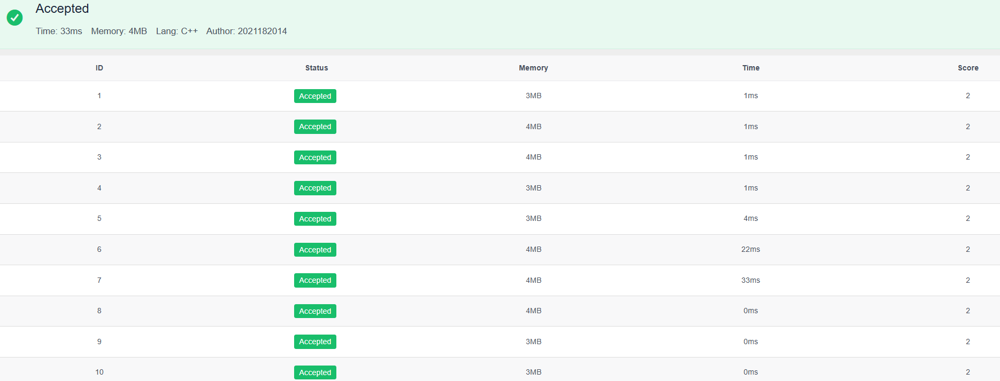 Accepted
Time: 33ms Memory: 4MB Lang: C++ Author: 2021182014
ID Status Memory Time Score
1 Accepted 3MB 1ms 2
2 Accepted 4MB 1ms 2
3 Accepted 4MB 1ms 2
4 Accepted 3MB 1ms 2
5 Accepted 3MB 4ms 2
6 Accepted 4MB 22ms 2
7 Accepted 4MB 33ms 2
8 Accepted 4MB 0ms 2
9 Accepted 3MB 0ms 2
10 Accepted 3MB 0ms 2